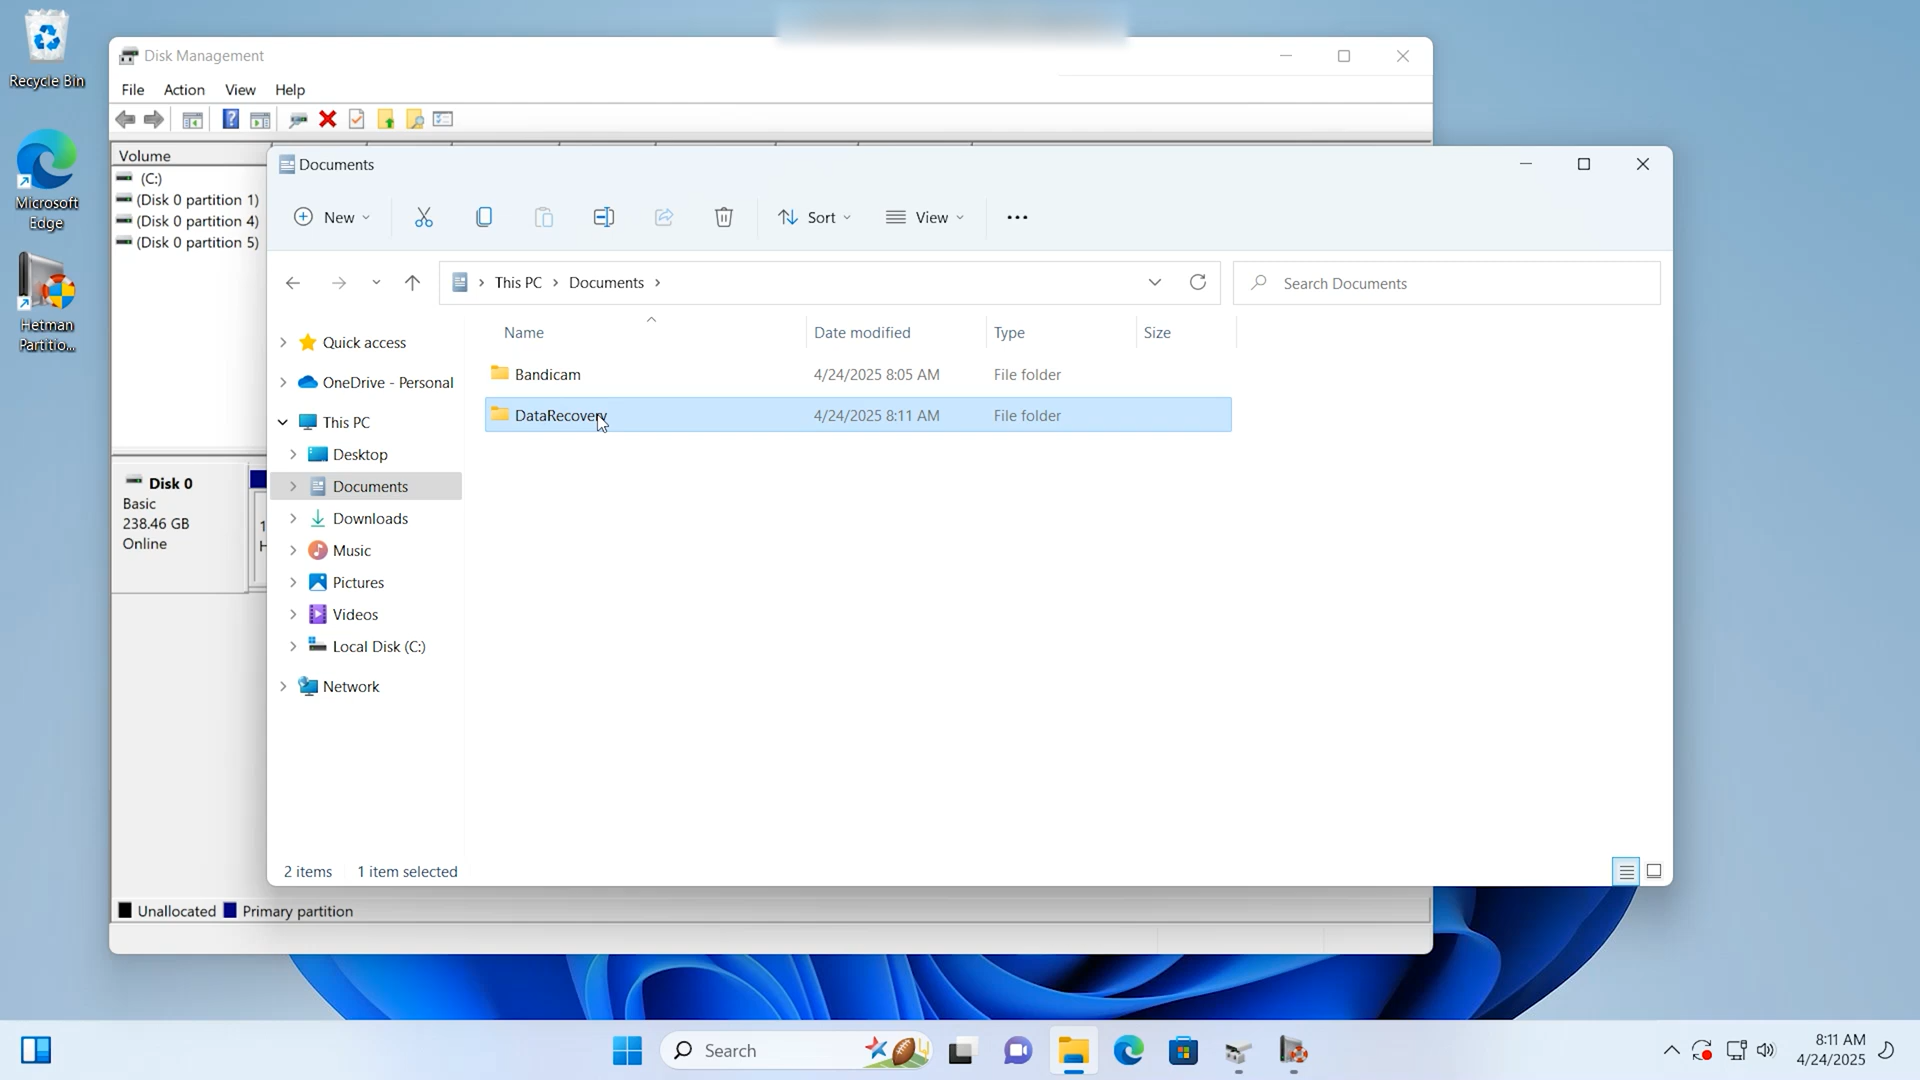 Recycle Bin
Microsoft
Edge
Hetman
Partitio...
Disk Management
File Action View Help
Volume
(C:)
(Disk 0 partition 1)
(Disk 0 partition 4)
(Disk 0 partition 5)
Disk 0
Basic
238.46 GB
Online
1
H
Unallocated Primary partition
Documents
New Sort View
This PC Documents
Search Documents
Name Date modified Type Size
Bandicam 4/24/2025 8:05 AM File folder
DataRecovery 4/24/2025 8:11 AM File folder
Quick access
OneDrive - Personal
This PC
Desktop
Documents
Downloads
Music
Pictures
Videos
Local Disk (C:)
Network
2 items 1 item selected
Search
8:11 AM
4/24/2025